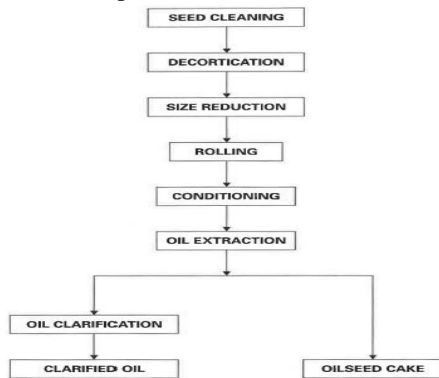 SEED CLEANING
DECORTICATION
SIZE REDUCTION
ROLLING
CONDITIONING
OIL EXTRACTION
OIL CLARIFICATION
CLARIFIED OIL
OILSEED CAKE